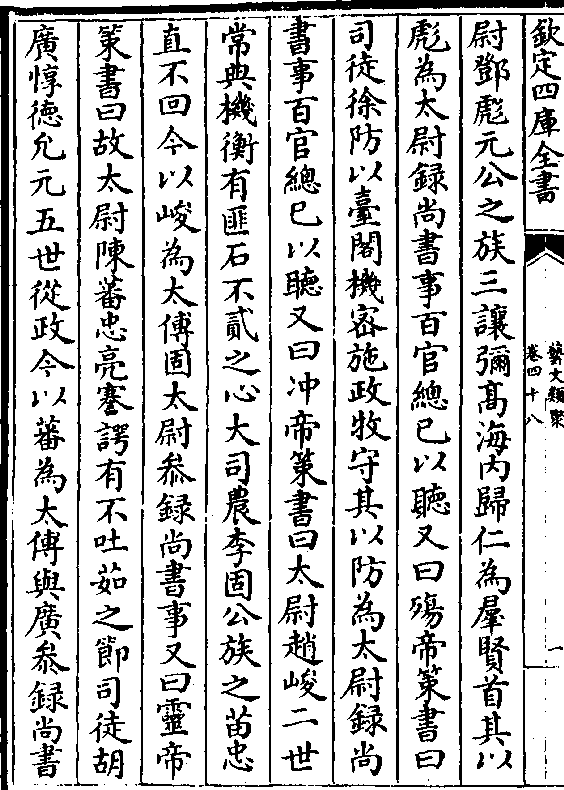 欽定四庫全書
藝文類聚
卷四十八
一
尉鄧彪元公之族三讓彌髙海内歸仁為羣賢首其以
彪為太尉録尚書事百官總已以聽又曰殤帝策書曰
司徒徐防以臺閣機密施政牧守其以防為太尉録尚
書事百官總已以聽又曰冲帝策書曰太尉趙峻二世
常典機衡有匪石不貳之心大司農李固公族之苗忠
直不回今以峻為太傅固太尉叅録尚書事又曰靈帝
策書曰故太尉陳蕃忠亮謇諤有不吐茹之節司徒胡
廣惇德允元五世從政今以蕃為太傅與廣叅録尚書